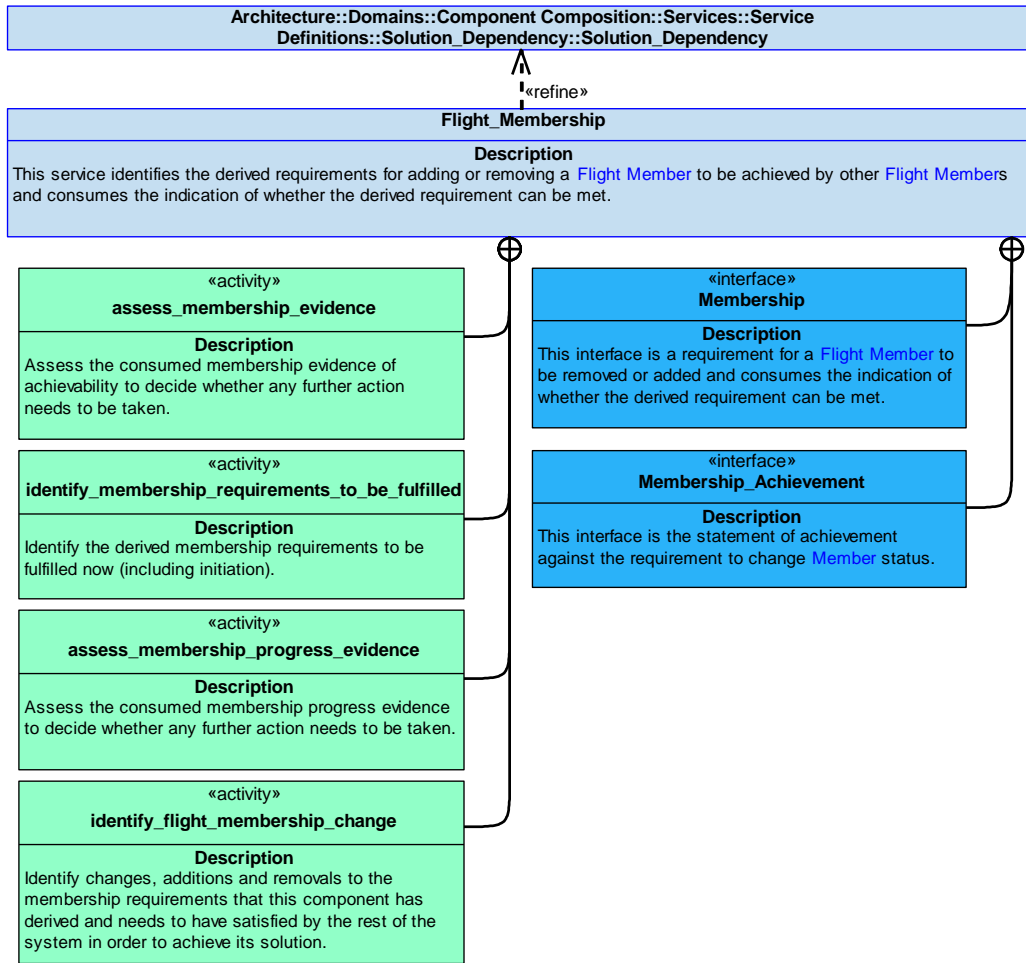 Architecture::Domains::Component Composition::Services::Service
Definitions::Solution_Dependency::Solution_Dependency
«refine»
Flight_Membership
Description
This service identifies the derived requirements for adding or removing a Flight Member to be achieved by other Flight Members
and consumes the indication of whether the derived requirement can be met.
«activity»
assess_membership_evidence
Description
Assess the consumed membership evidence of
achievability to decide whether any further action
needs to be taken.
«activity»
identify_membership_requirements_to_be_fulfilled
Description
Identify the derived membership requirements to be
fulfilled now (including initiation).
«activity»
assess_membership_progress_evidence
Description
Assess the consumed membership progress evidence
to decide whether any further action needs to be taken.
«activity»
identify_flight_membership_change
Description
Identify changes, additions and removals to the
membership requirements that this component has
derived and needs to have satisfied by the rest of the
system in order to achieve its solution.
«interface»
Membership
Description
This interface is a requirement for a Flight Member to
be removed or added and consumes the indication of
whether the derived requirement can be met.
«interface»
Membership_Achievement
Description
This interface is the statement of achievement
against the requirement to change Member status.